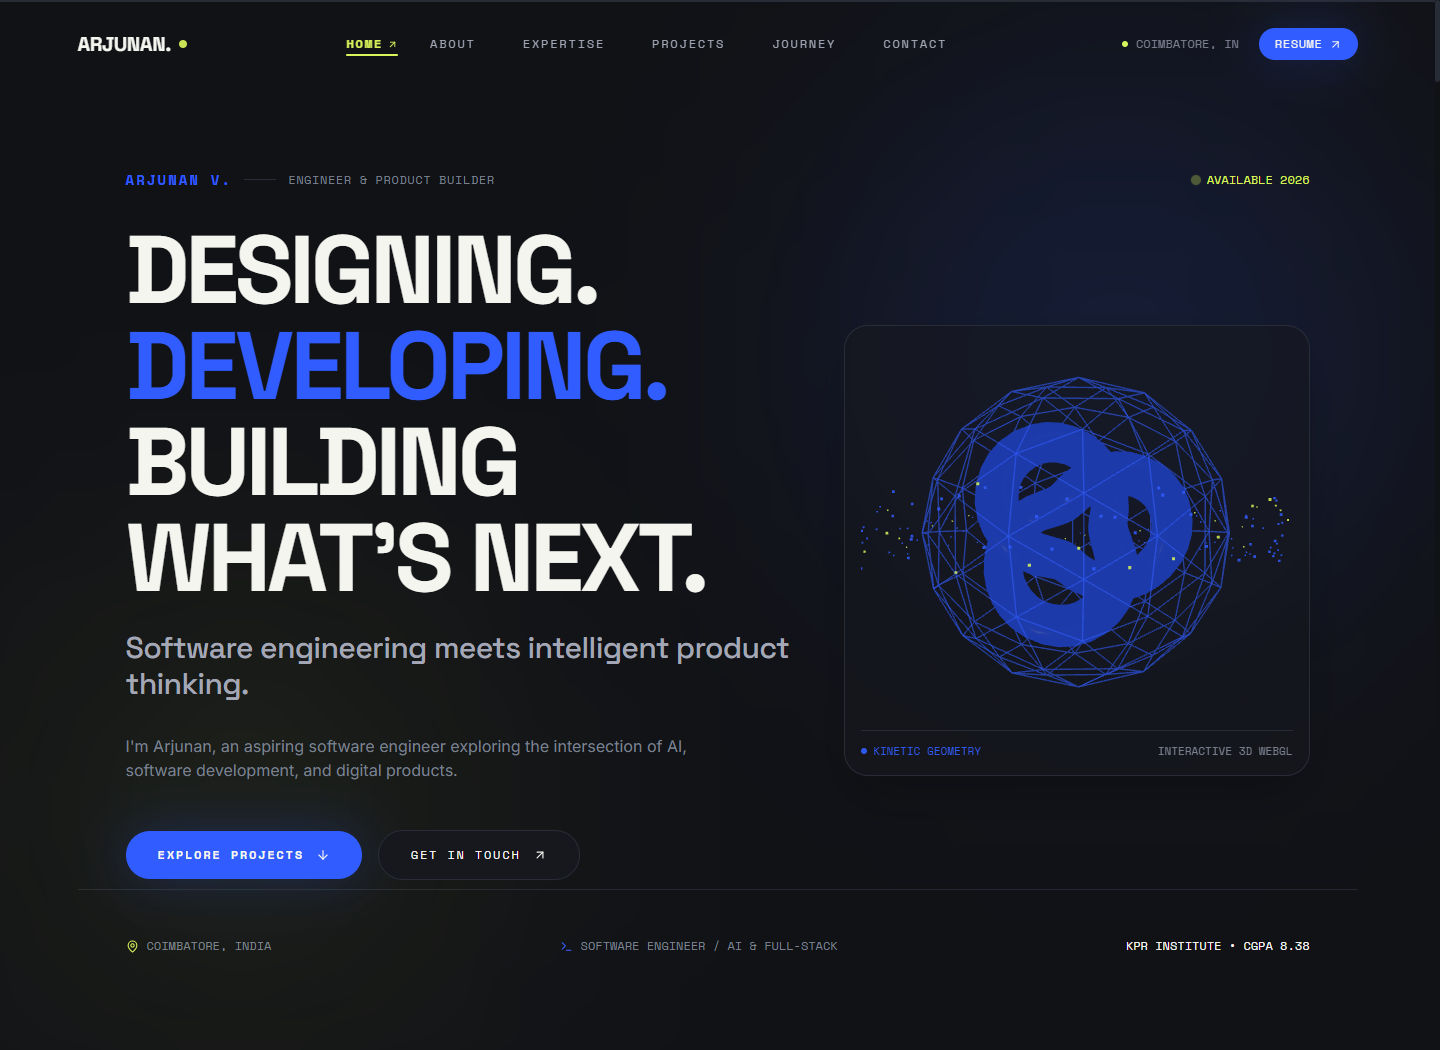 ARJUNAN.
HOME
ABOUT
EXPERTISE
PROJECTS
JOURNEY
CONTACT
COIMBATORE, IN
RESUME
ARJUNAN V.
ENGINEER & PRODUCT BUILDER
AVAILABLE 2026
DESIGNING.
DEVELOPING.
BUILDING
WHAT’S NEXT.
Software engineering meets intelligent product
thinking.
I'm Arjunan, an aspiring software engineer exploring the intersection of AI,
software development, and digital products.
EXPLORE PROJECTS
GET IN TOUCH
KINETIC GEOMETRY
INTERACTIVE 3D WEBGL
COIMBATORE, INDIA
SOFTWARE ENGINEER / AI & FULL-STACK
KPR INSTITUTE • CGPA 8.38